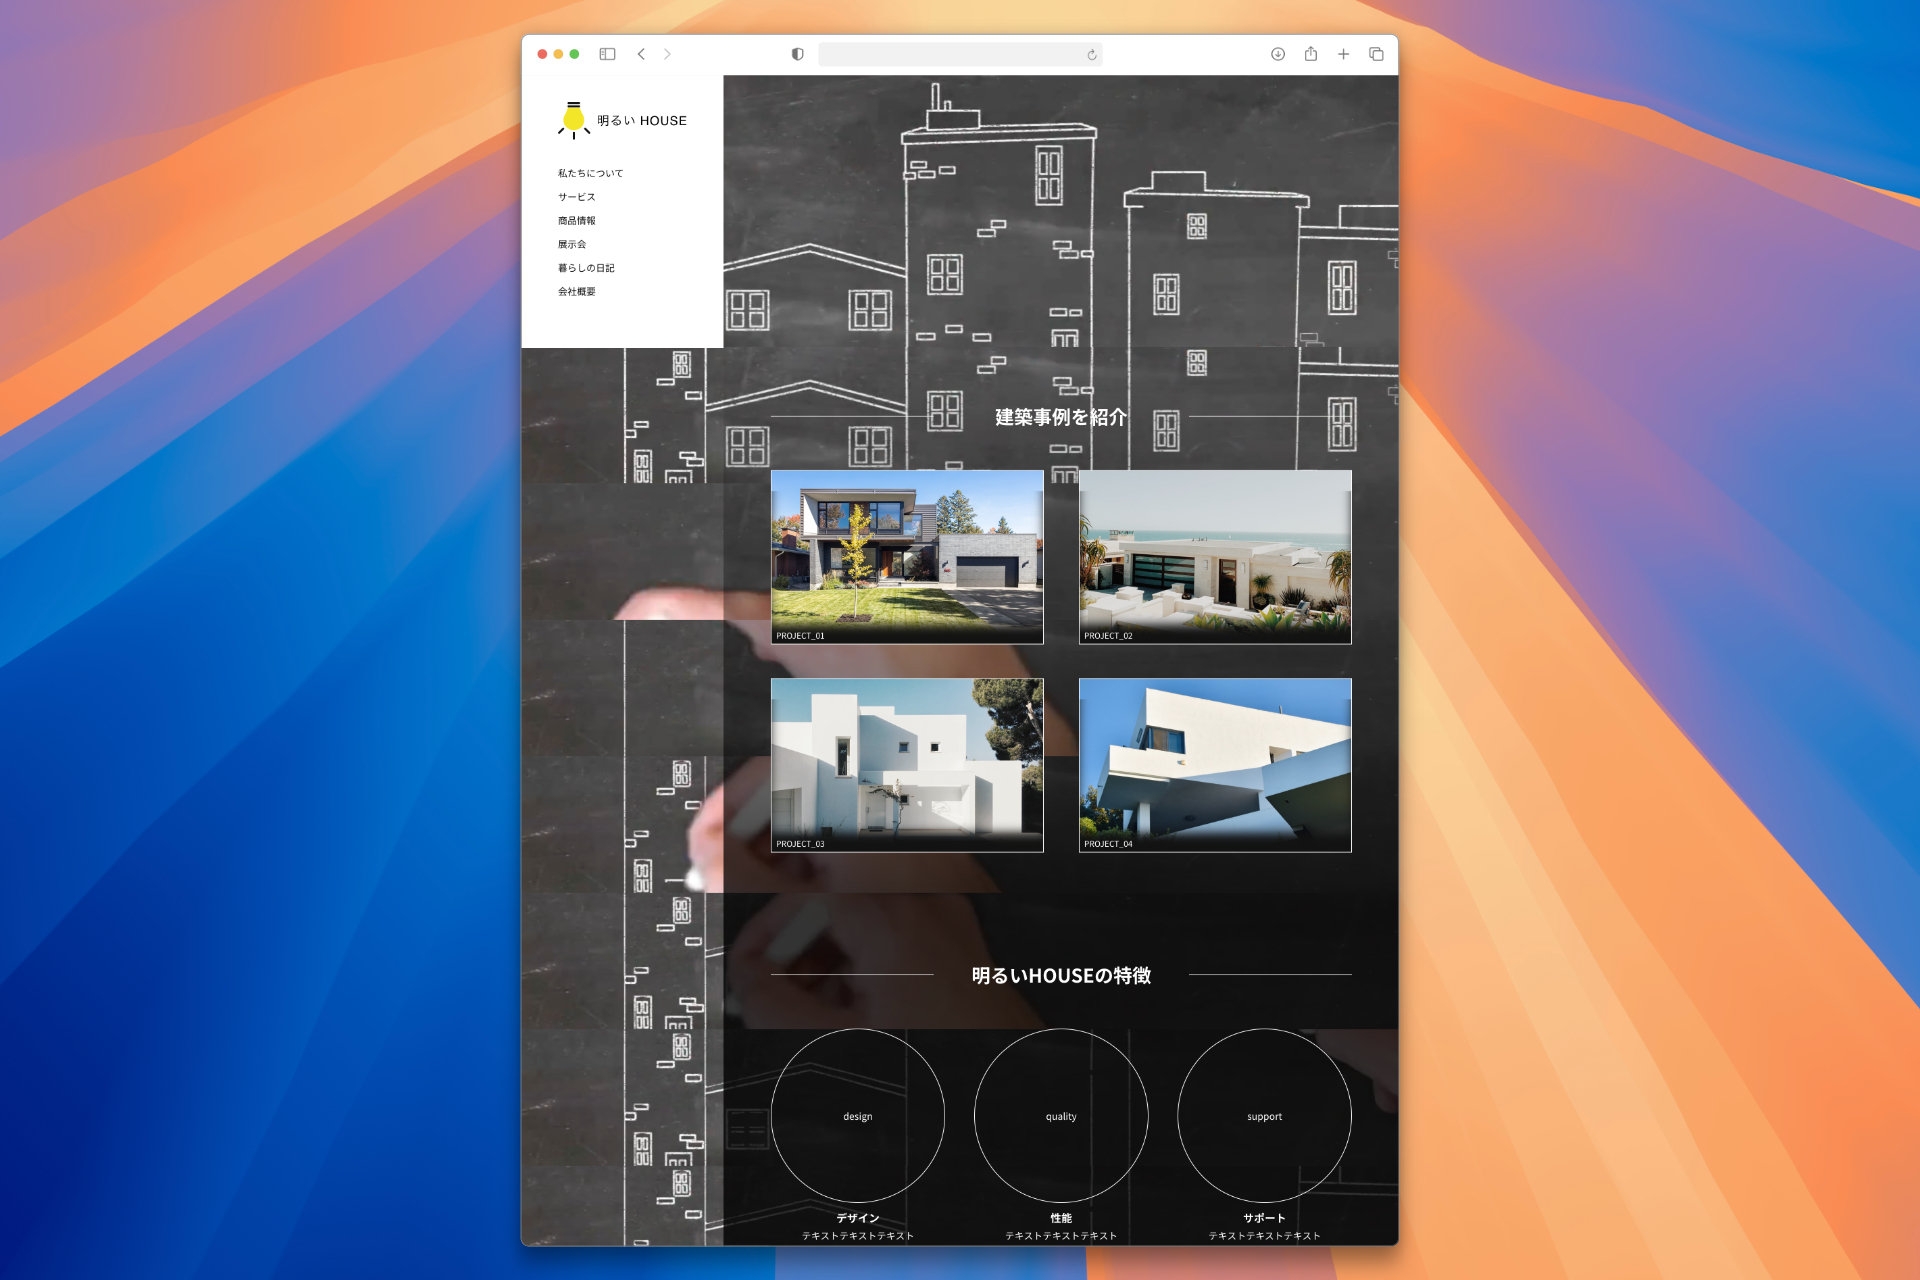 明るい HOUSE
私たちについて
サービス
商品情報
展示会
暮らしの日記
会社概要
建築事例を紹介
PROJECT_01
PROJECT_02
PROJECT_03
PROJECT_04
明るいHOUSEの特徴
design
quality
support
デザイン
性能
サポート
テキストテキストテキスト
テキストテキストテキスト
テキストテキストテキスト